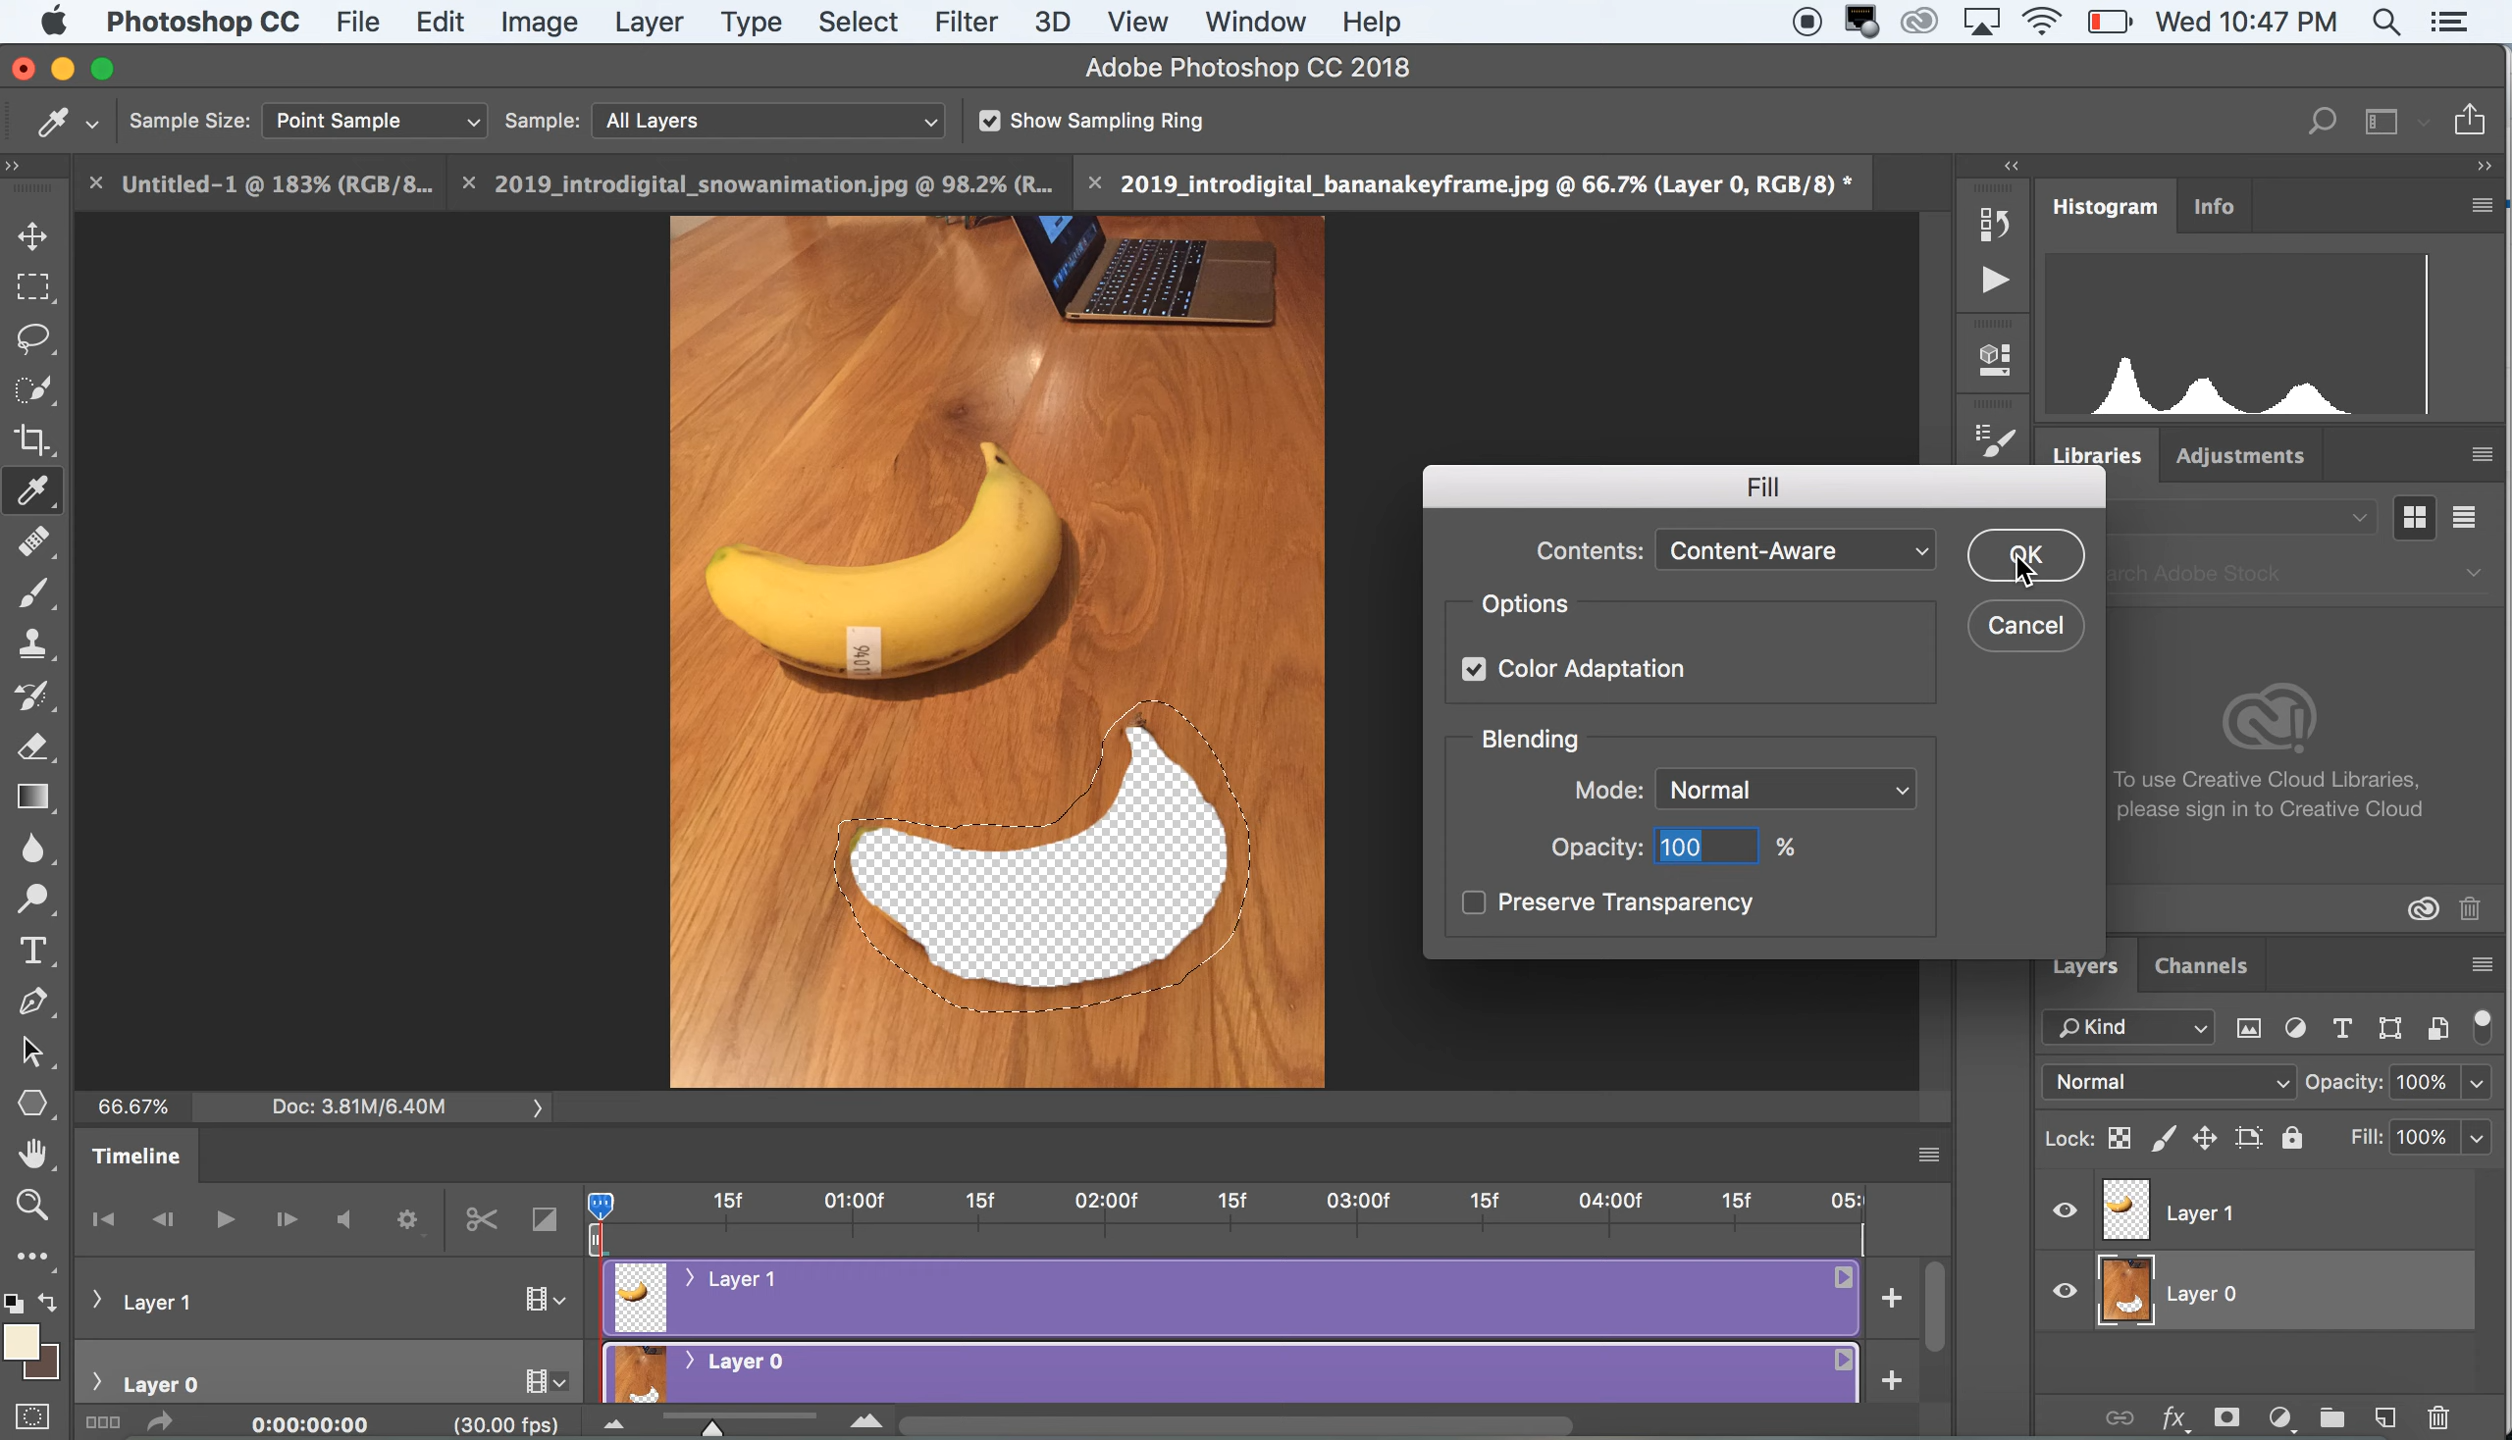 Photoshop CC File Edit Image Layer Type Select Filter 3D View Window Help Wed 10:47 PM
Adobe Photoshop CC 2018
Sample Size: Point Sample Sample: All Layers Show Sampling Ring
Untitled-1 @ 183% (RGB/8... 2019_introdigital_snowanimation.jpg @ 98.2% (R... 2019_introdigital_bananakeyframe.jpg @ 66.7% (Layer 0, RGB/8) *
Histogram Info
Libraries Adjustments
Fill
Contents: Content-Aware OK
arch Adobe Stock
Options
Cancel
Color Adaptation
9401
Blending
Mode: Normal
To use Creative Cloud Libraries,
please sign in to Creative Cloud
Opacity: 100 %
Preserve Transparency
Layers Channels
Kind
Normal Opacity: 100%
66.67% Doc: 3.81M/6.40M
Lock: Fill: 100%
Timeline
15f 01:00f 15f 02:00f 15f 03:00f 15f 04:00f 15f 05:
Layer 1
Layer 0
Layer 1 Layer 1
Layer 0 Layer 0
0:00:00:00 (30.00 fps)